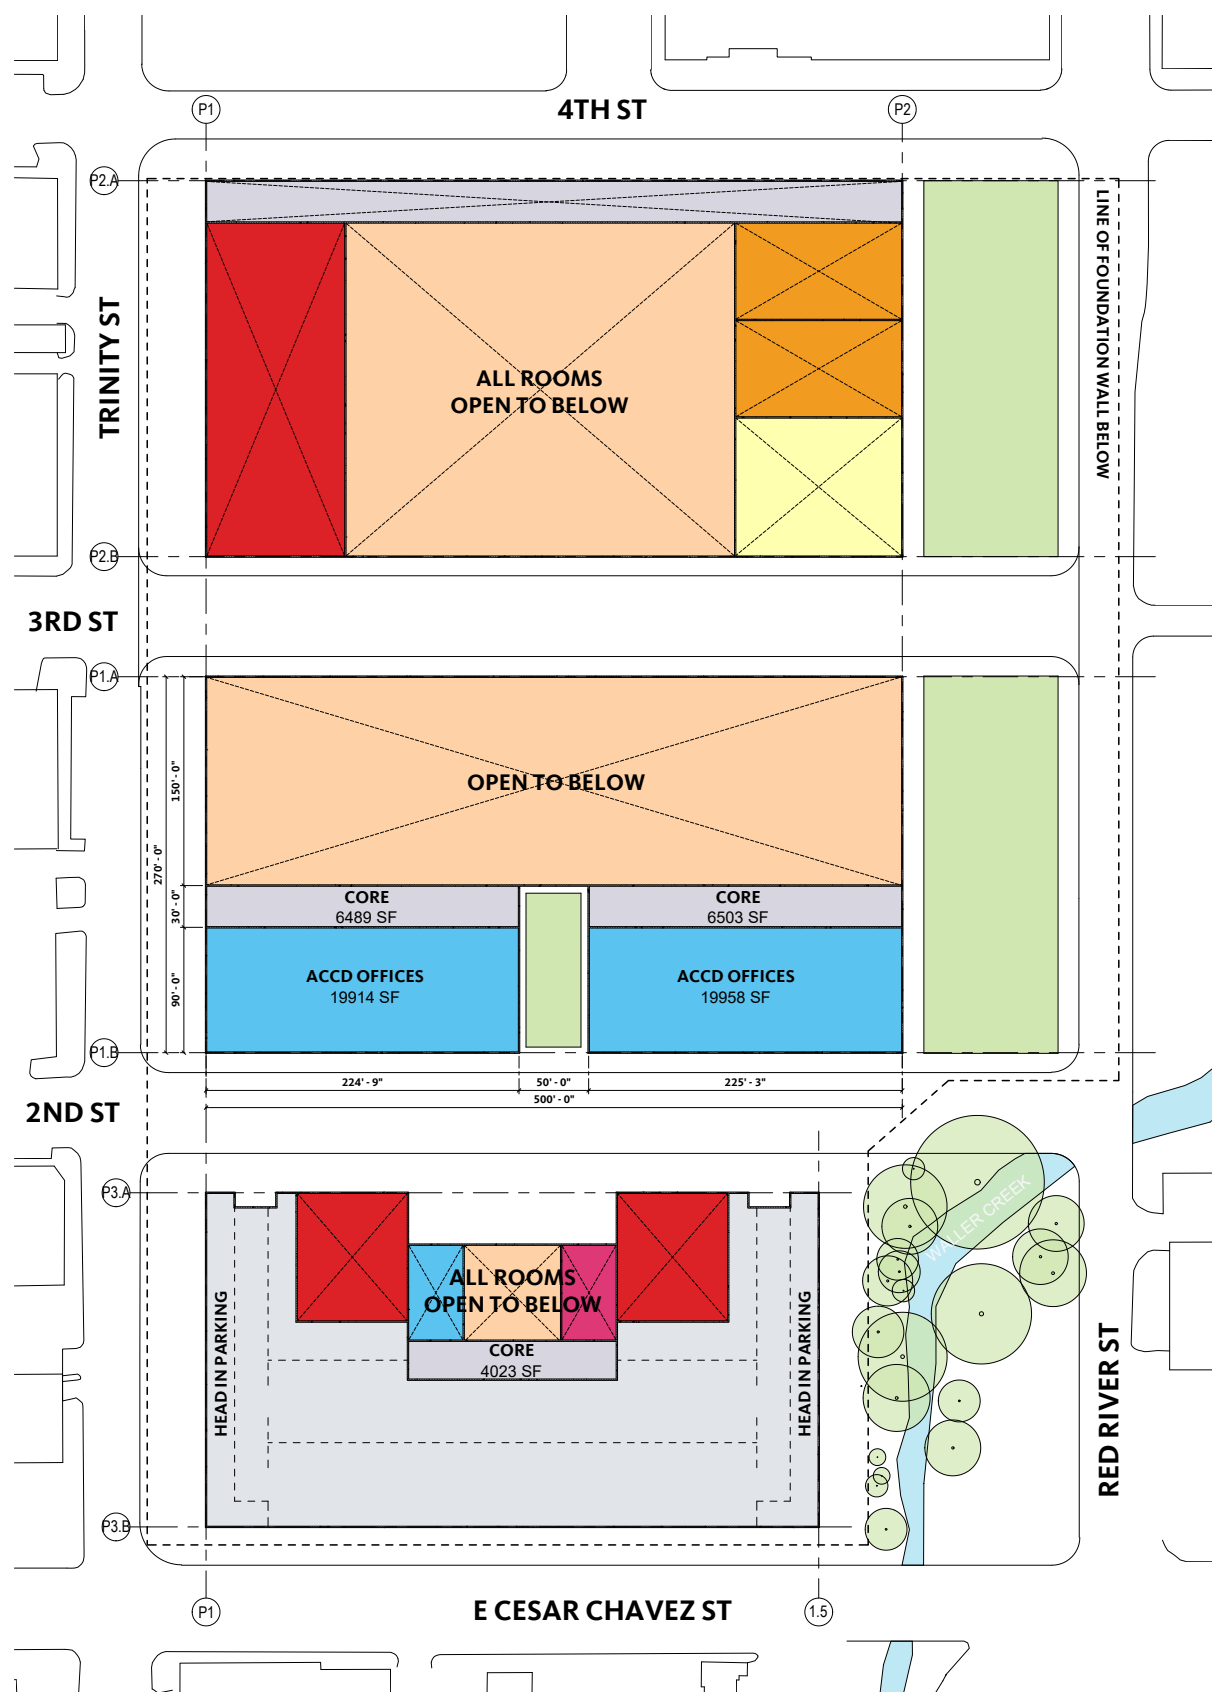 4TH ST
P1
P2
P2.A
LINE OF FOUNDATION WALL BELOW
TRINITY ST
ALL ROOMS
OPEN TO BELOW
P2.B
3RD ST
P1.A
150' - 0"
270' - 0"
30' - 0"
90' - 0"
OPEN TO BELOW
CORE
6489 SF
CORE
6503 SF
ACCD OFFICES
19914 SF
ACCD OFFICES
19958 SF
P1.B
224' - 9"
50' - 0"
225' - 3"
500' - 0"
2ND ST
P3.A
WALLER CREEK
ALL ROOMS
OPEN TO BELOW
CORE
4023 SF
HEAD IN PARKING
HEAD IN PARKING
RED RIVER ST
P3.B
P1
E CESAR CHAVEZ ST
1.5